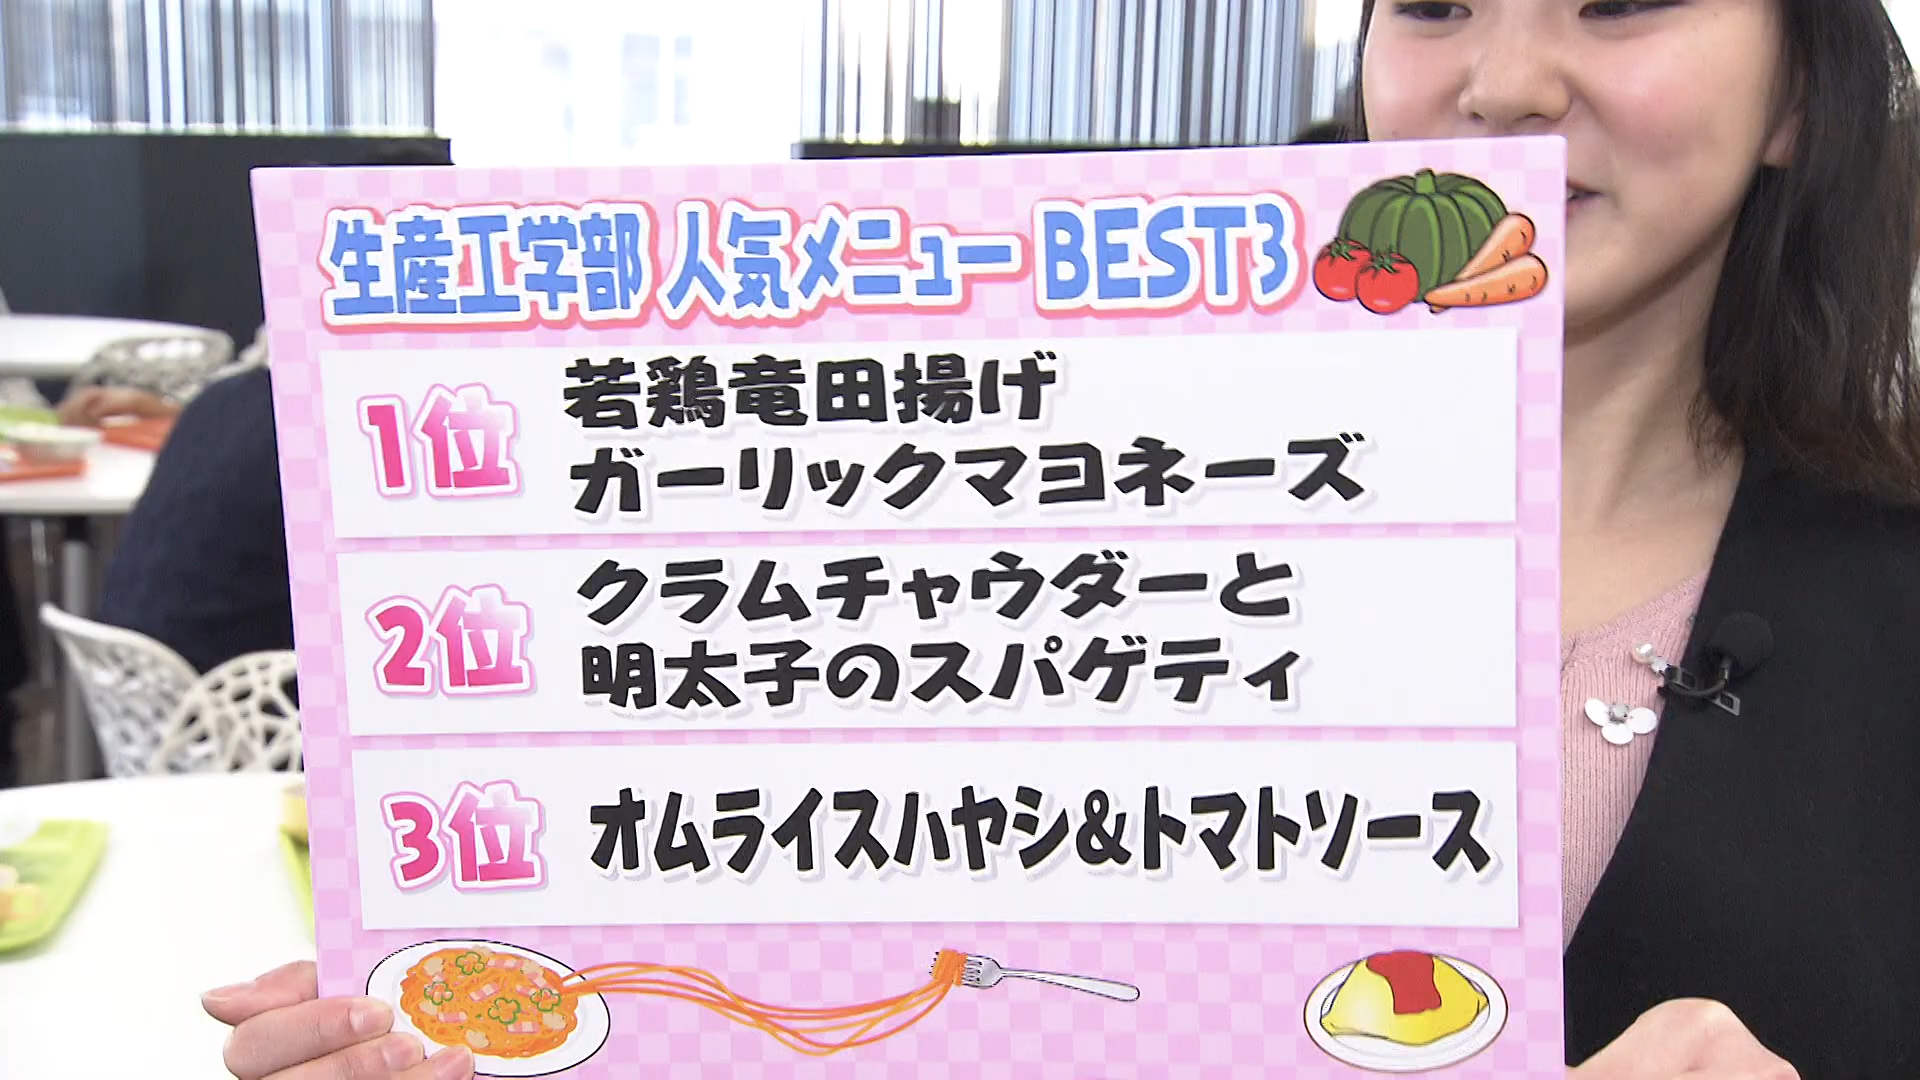 生産工学部 人気メニュー BEST3
1位
若鶏竜田揚げ
ガーリックマヨネーズ
2位
クラムチャウダーと
明太子のスパゲティ
3位
オムライスハヤシ&トマトソース